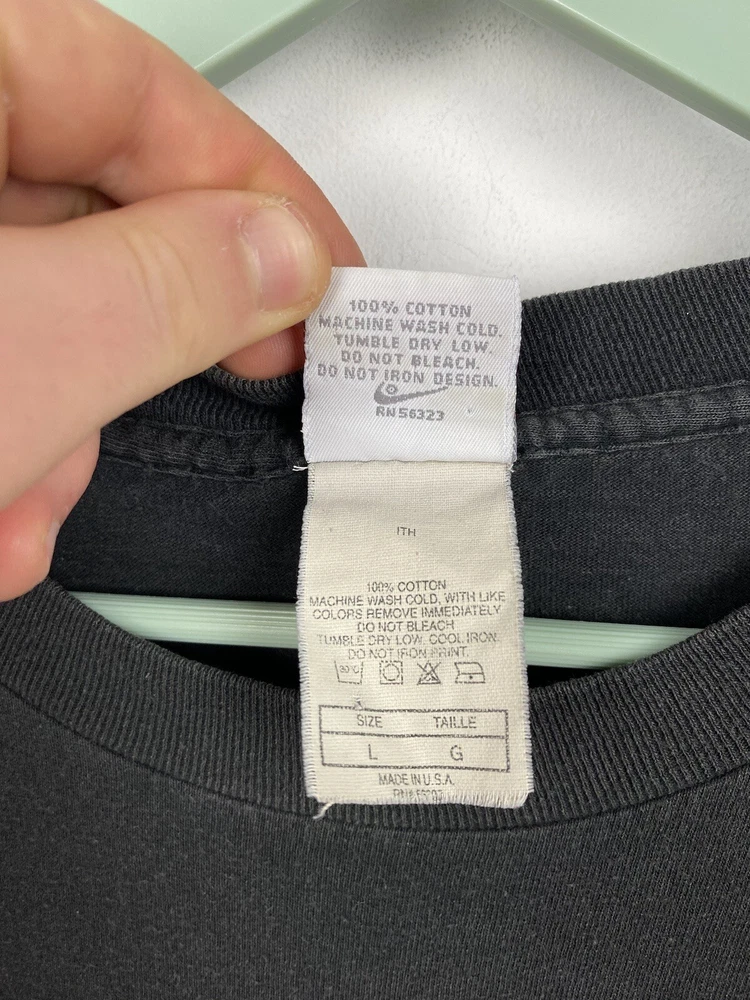 100% COTTON
MACHINE WASH COLD.
TUMBLE DRY LOW.
DO NOT BLEACH.
DO NOT IRON DESIGN.
RN56323
ITH
100% COTTON
MACHINE WASH COLD, WITH LIKE
COLORS REMOVE IMMEDIATELY
DO NOT BLEACH
TUMBLE DRY LOW. COOL IRON.
DO NOT IRON PRINT.
30°C
SIZE TAILLE
L G
MADE IN U.S.A.